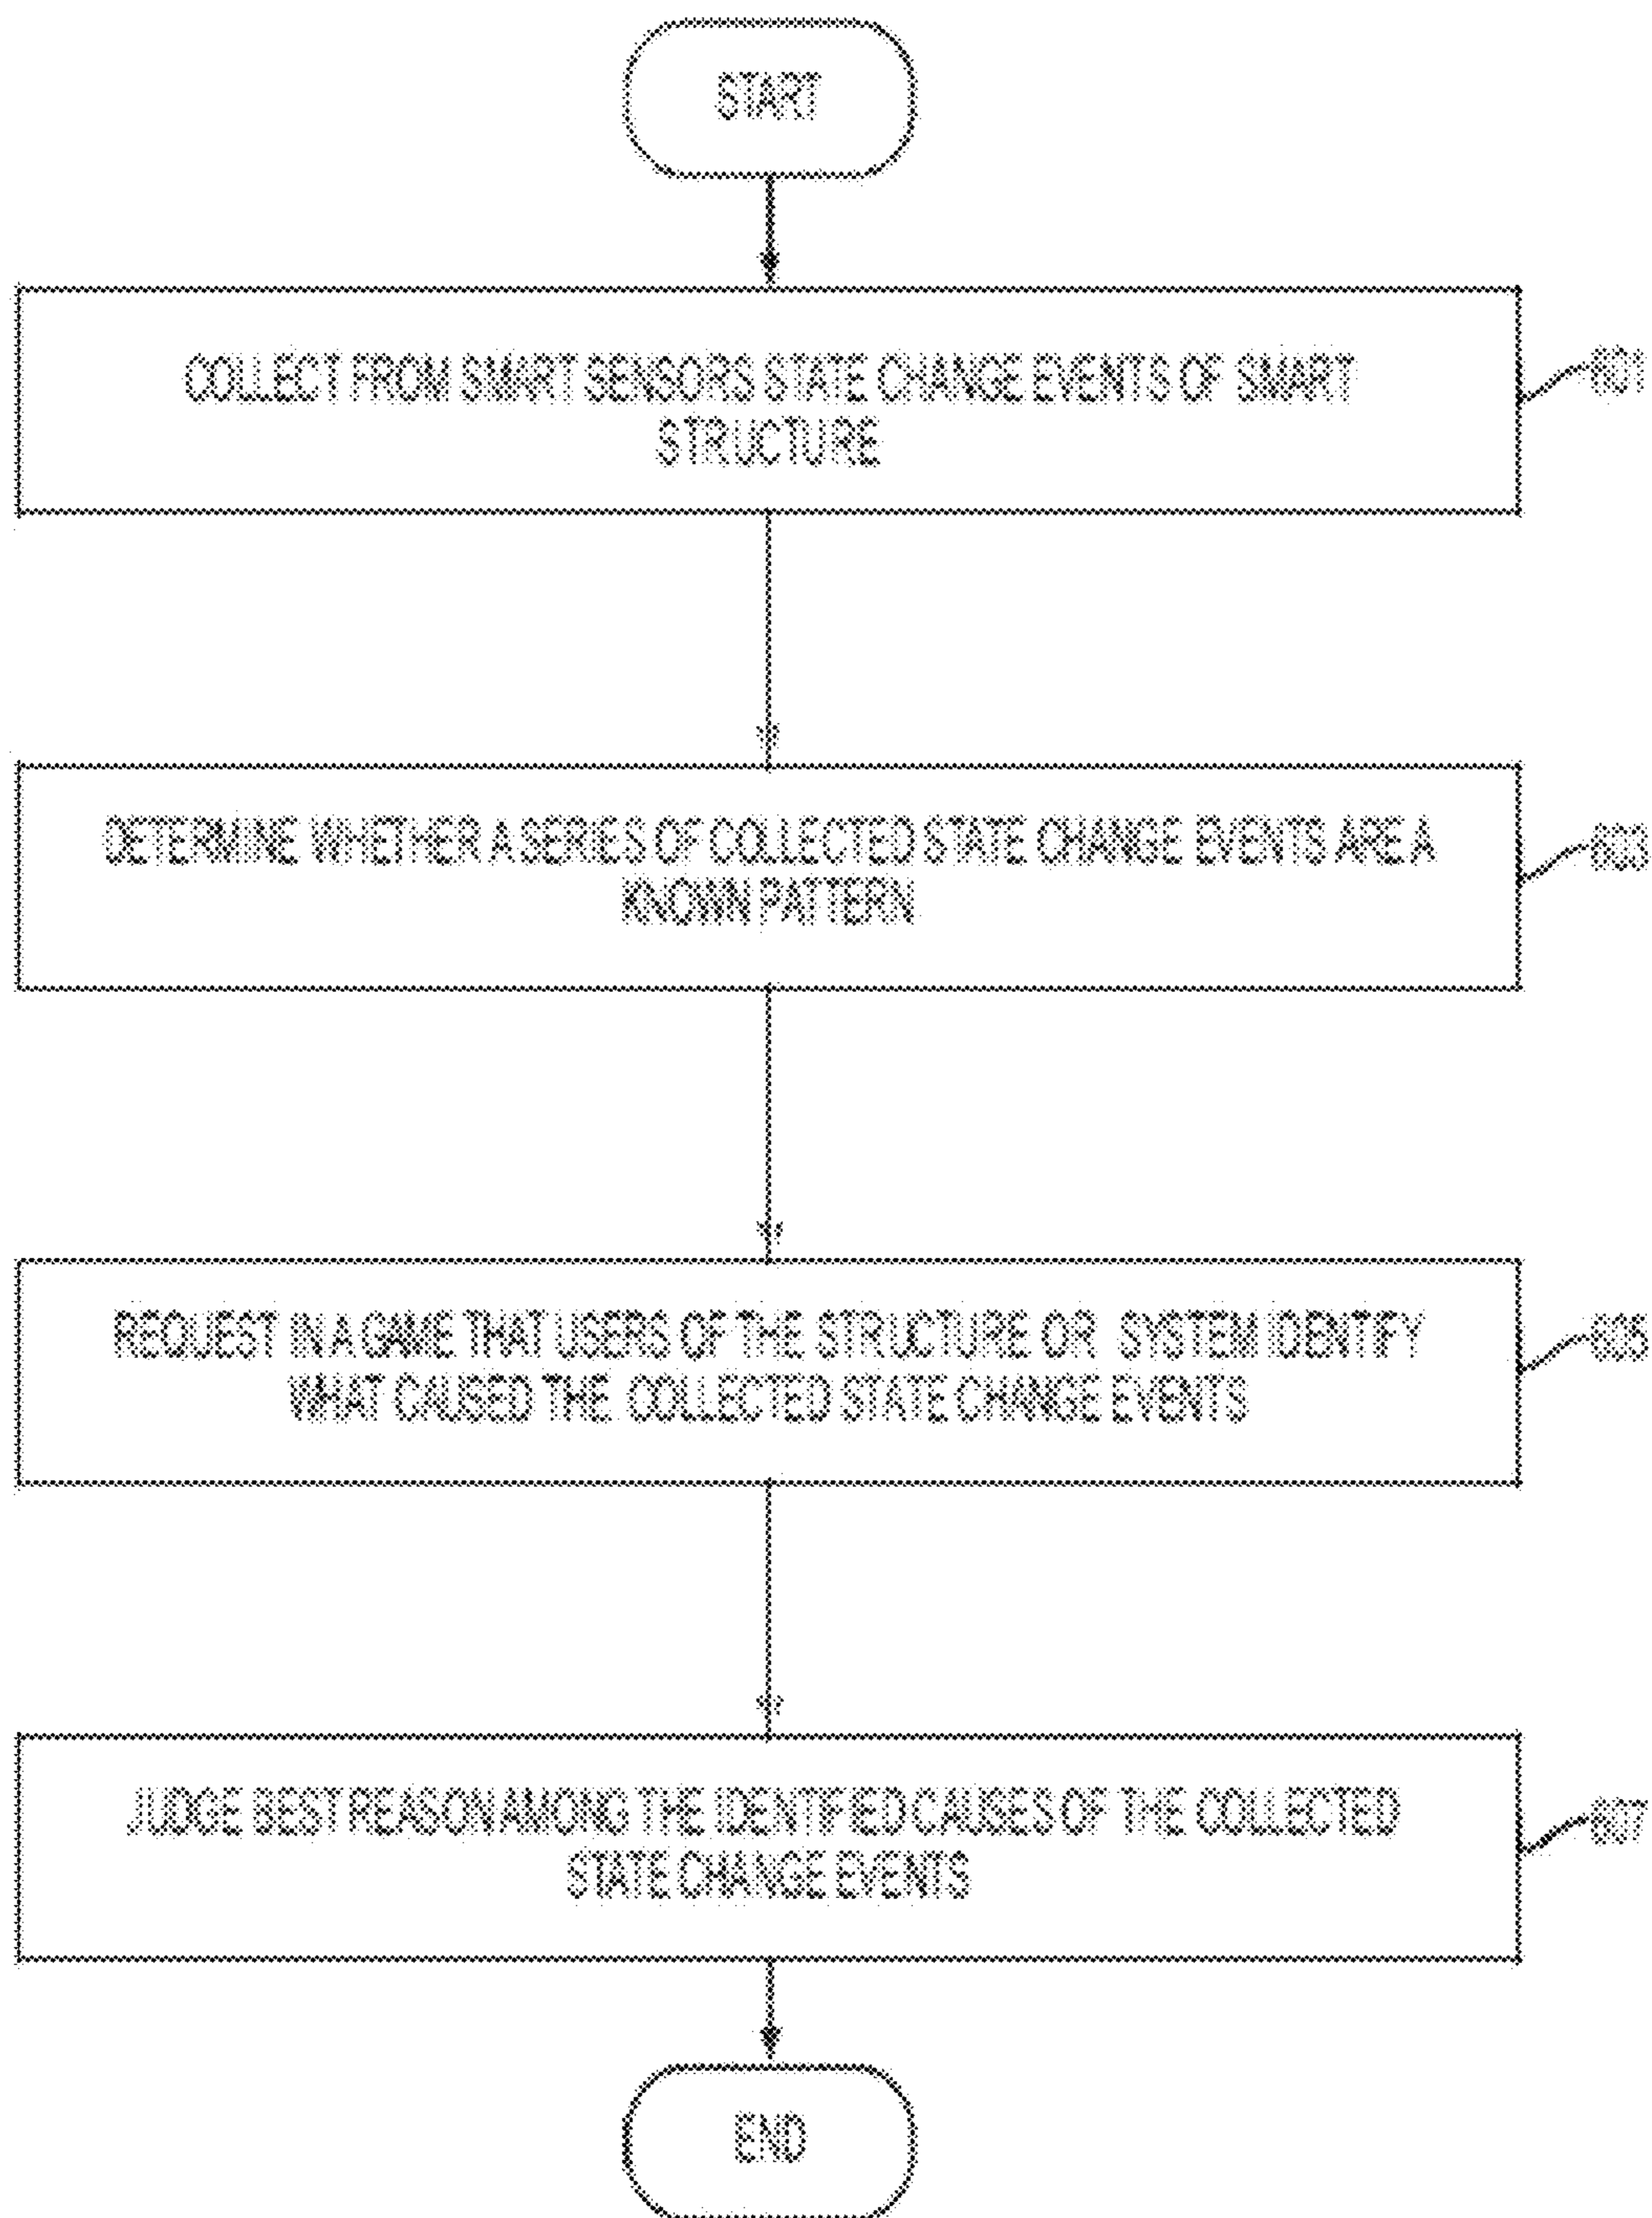 START
COLLECT FROM SMART SENSORS STATE CHANGE EVENTS OF SMART
STRUCTURE
601
DETERMINE WHETHER A SERIES OF COLLECTED STATE CHANGE EVENTS ARE A
KNOWN PATTERN
603
REQUEST IN A GAME THAT USERS OF THE STRUCTURE OR SYSTEM IDENTIFY
WHAT CAUSED THE COLLECTED STATE CHANGE EVENTS
605
JUDGE BEST REASON AMONG THE IDENTIFIED CAUSES OF THE COLLECTED
STATE CHANGE EVENTS
607
END